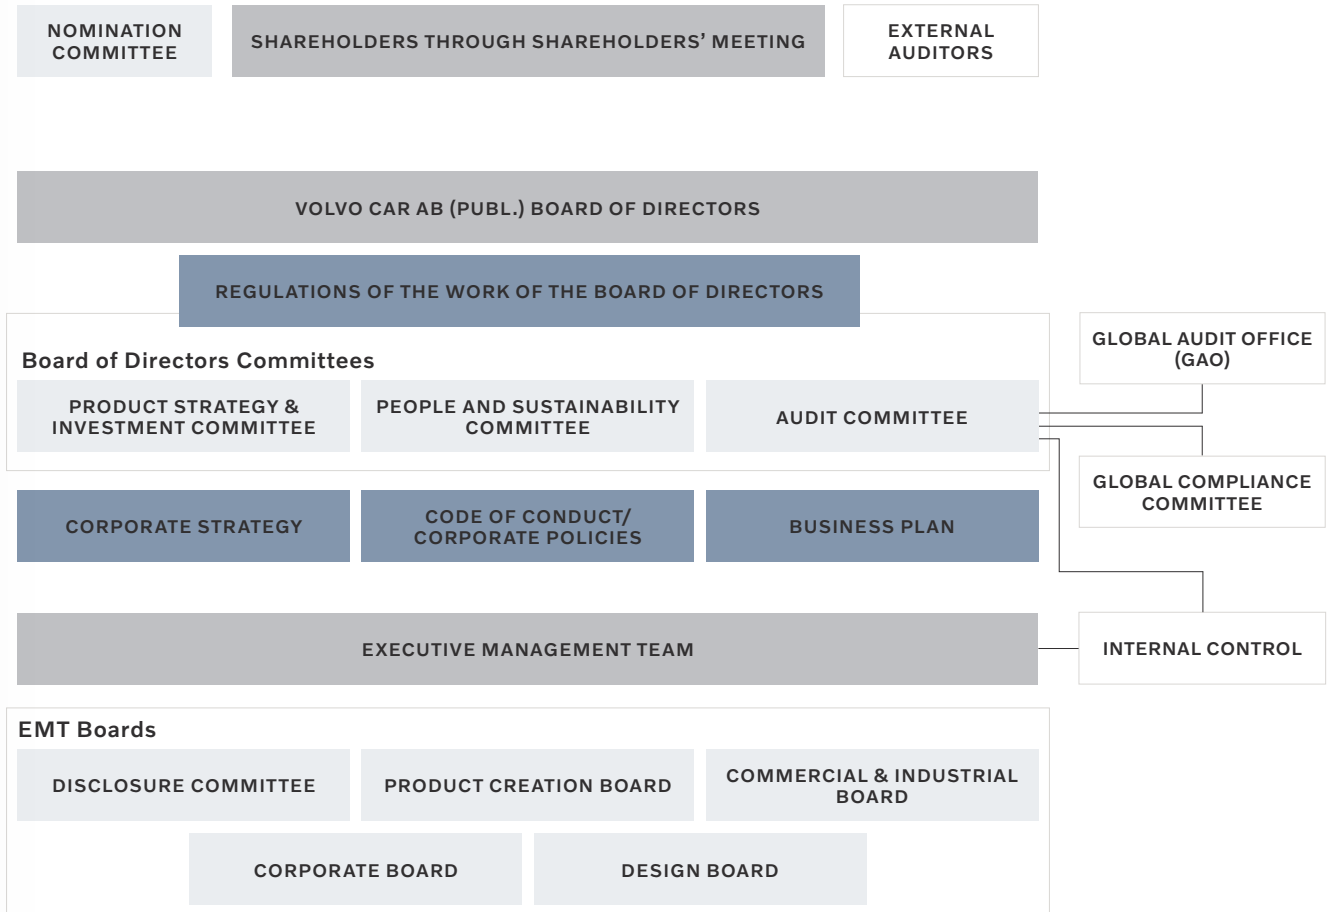 NOMINATION
COMMITTEE
SHAREHOLDERS THROUGH SHAREHOLDERS’ MEETING
EXTERNAL
AUDITORS
VOLVO CAR AB (PUBL.) BOARD OF DIRECTORS
REGULATIONS OF THE WORK OF THE BOARD OF DIRECTORS
Board of Directors Committees
PRODUCT STRATEGY &
INVESTMENT COMMITTEE
PEOPLE AND SUSTAINABILITY
COMMITTEE
AUDIT COMMITTEE
GLOBAL AUDIT OFFICE
(GAO)
GLOBAL COMPLIANCE
COMMITTEE
CORPORATE STRATEGY
CODE OF CONDUCT/
CORPORATE POLICIES
BUSINESS PLAN
EXECUTIVE MANAGEMENT TEAM
INTERNAL CONTROL
EMT Boards
DISCLOSURE COMMITTEE
PRODUCT CREATION BOARD
COMMERCIAL & INDUSTRIAL
BOARD
CORPORATE BOARD
DESIGN BOARD